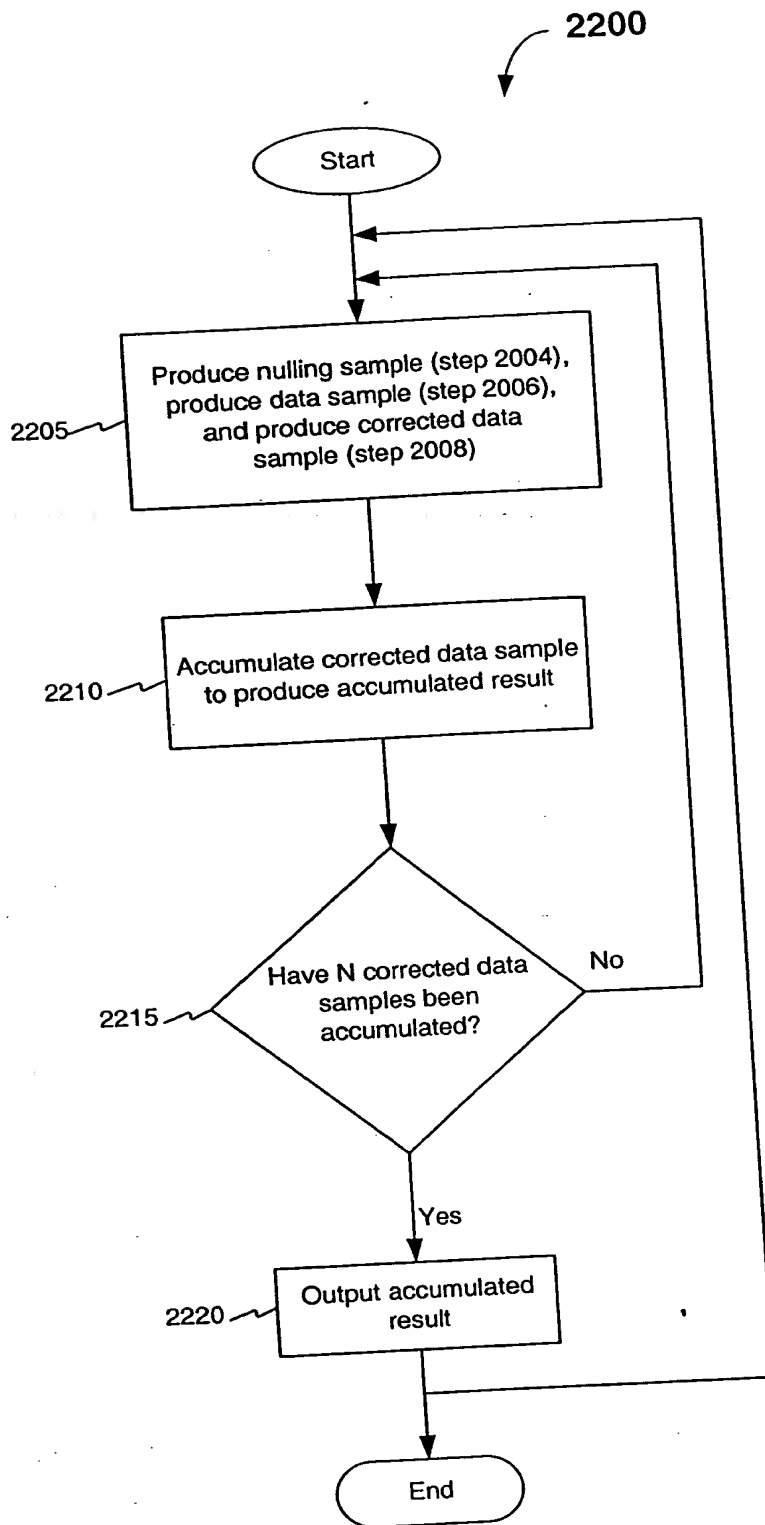 2200
Start
Produce nulling sample (step 2004),
produce data sample (step 2006),
and produce corrected data
sample (step 2008)
2205
Accumulate corrected data sample
to produce accumulated result
2210
Have N corrected data
samples been
accumulated?
No
2215
Yes
Output accumulated
result
2220
End